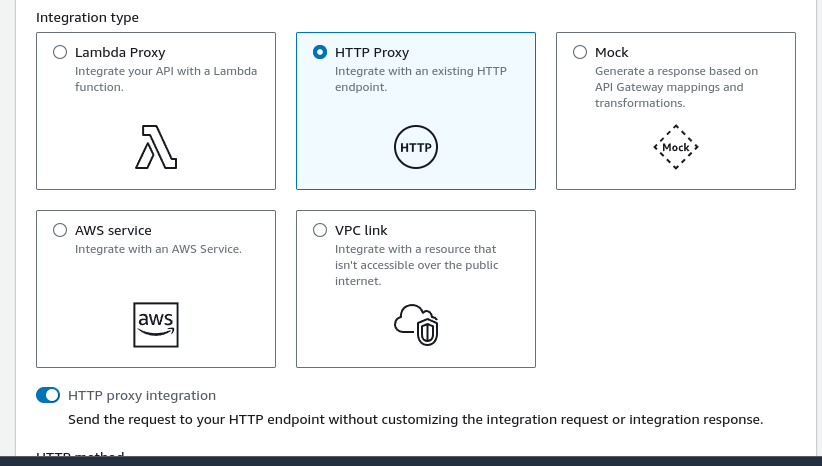 Integration type
Lambda Proxy
Integrate your API with a Lambda
function.
HTTP Proxy
Integrate with an existing HTTP
endpoint.
HTTP
Mock
Generate a response based on
API Gateway mappings and
transformations.
Mock
AWS service
Integrate with an AWS Service.
aws
VPC link
Integrate with a resource that
isn't accessible over the public
internet.
HTTP proxy integration
Send the request to your HTTP endpoint without customizing the integration request or integration response.
HTTP method